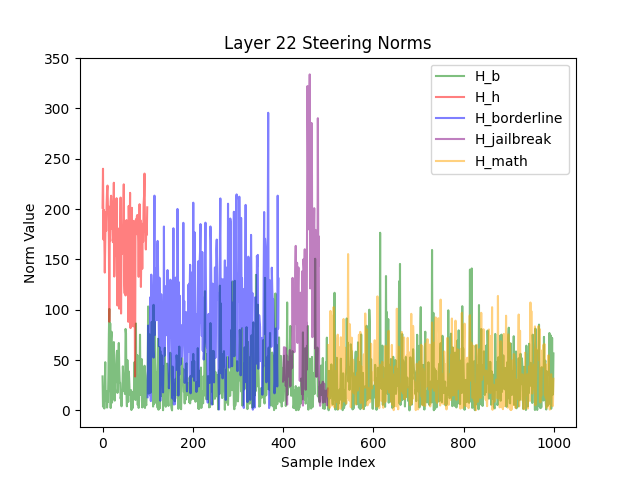 Layer 22 Steering Norms
350
300
250
200
150
100
50
0
Norm Value
0
200
400
600
800
1000
Sample Index
H_b
H_h
H_borderline
H_jailbreak
H_math